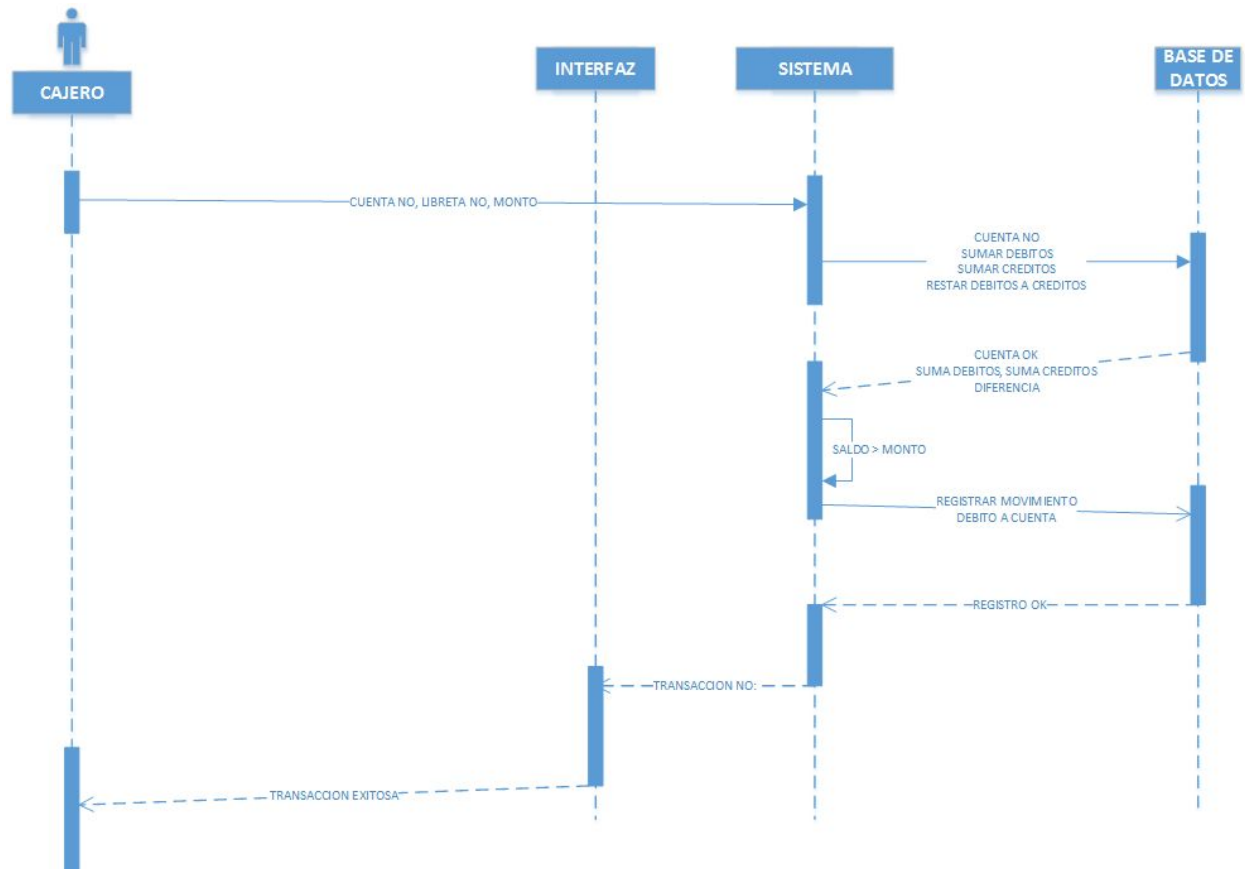 CAJERO
INTERFAZ
SISTEMA
BASE DE
DATOS
CUENTA NO, LIBRETA NO, MONTO
CUENTA NO
SUMAR DEBITOS
SUMAR CREDITOS
RESTAR DEBITOS A CREDITOS
CUENTA OK
SUMA DEBITOS, SUMA CREDITOS
DIFERENCIA
SALDO > MONTO
REGISTRAR MOVIMIENTO
DEBITO A CUENTA
REGISTRO OK
TRANSACCION NO:
TRANSACCION EXITOSA